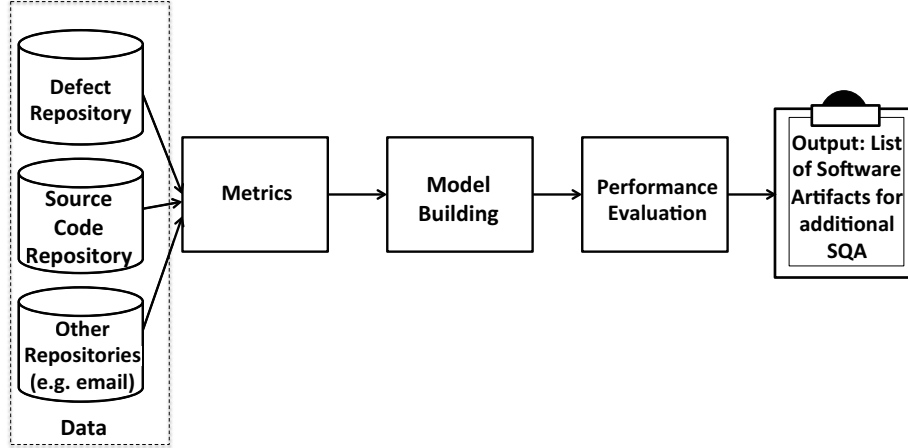 Defect
Repository
Source
Code
Repository
Other
Repositories
(e.g. email)
Data
Metrics
Model
Building
Performance
Evaluation
Output: List
of Software
Artifacts for
additional
SQA